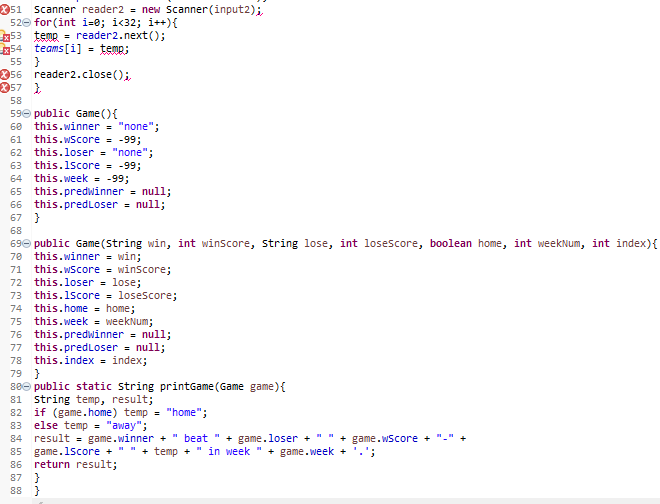 51 Scanner reader2 = new Scanner(input2);
52 for(int i=0; i<32; i++){
53 temp = reader2.next();
54 teams[i] = temp;
55 }
56 reader2.close();
57 }
58
59 public Game(){
60 this.winner = "none";
61 this.wScore = -99;
62 this.loser = "none";
63 this.lScore = -99;
64 this.week = -99;
65 this.predWinner = null;
66 this.predLoser = null;
67 }
68
69 public Game(String win, int winScore, String lose, int loseScore, boolean home, int weekNum, int index){
70 this.winner = win;
71 this.wScore = winScore;
72 this.loser = lose;
73 this.lScore = loseScore;
74 this.home = home;
75 this.week = weekNum;
76 this.predWinner = null;
77 this.predLoser = null;
78 this.index = index;
79 }
80 public static String printGame(Game game){
81 String temp, result;
82 if (game.home) temp = "home";
83 else temp = "away";
84 result = game.winner + " beat " + game.loser + " " + game.wScore + "-" +
85 game.lScore + " " + temp + " in week " + game.week + '.';
86 return result;
87 }
88 }